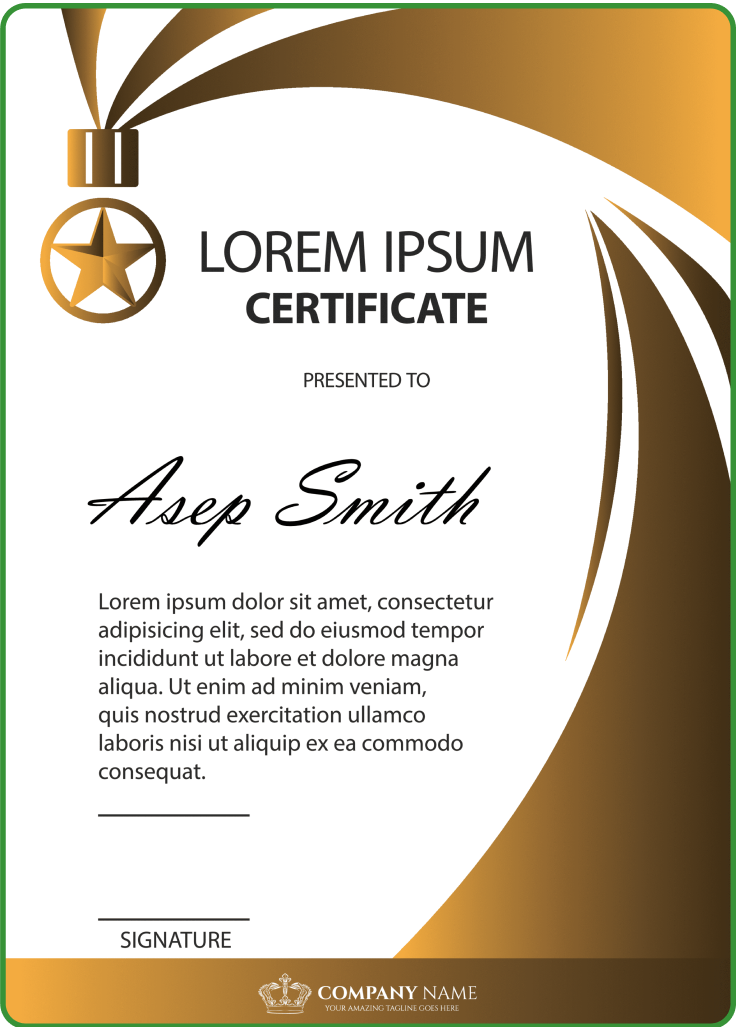 LOREM IPSUM
CERTIFICATE
PRESENTED TO
Asep Smith
Lorem ipsum dolor sit amet, consectetur
adipisicing elit, sed do eiusmod tempor
incididunt ut labore et dolore magna
aliqua. Ut enim ad minim veniam,
quis nostrud exercitation ullamco
laboris nisi ut aliquip ex ea commodo
consequat.
SIGNATURE
COMPANY NAME
YOUR AMAZING TAGLINE GOES HERE